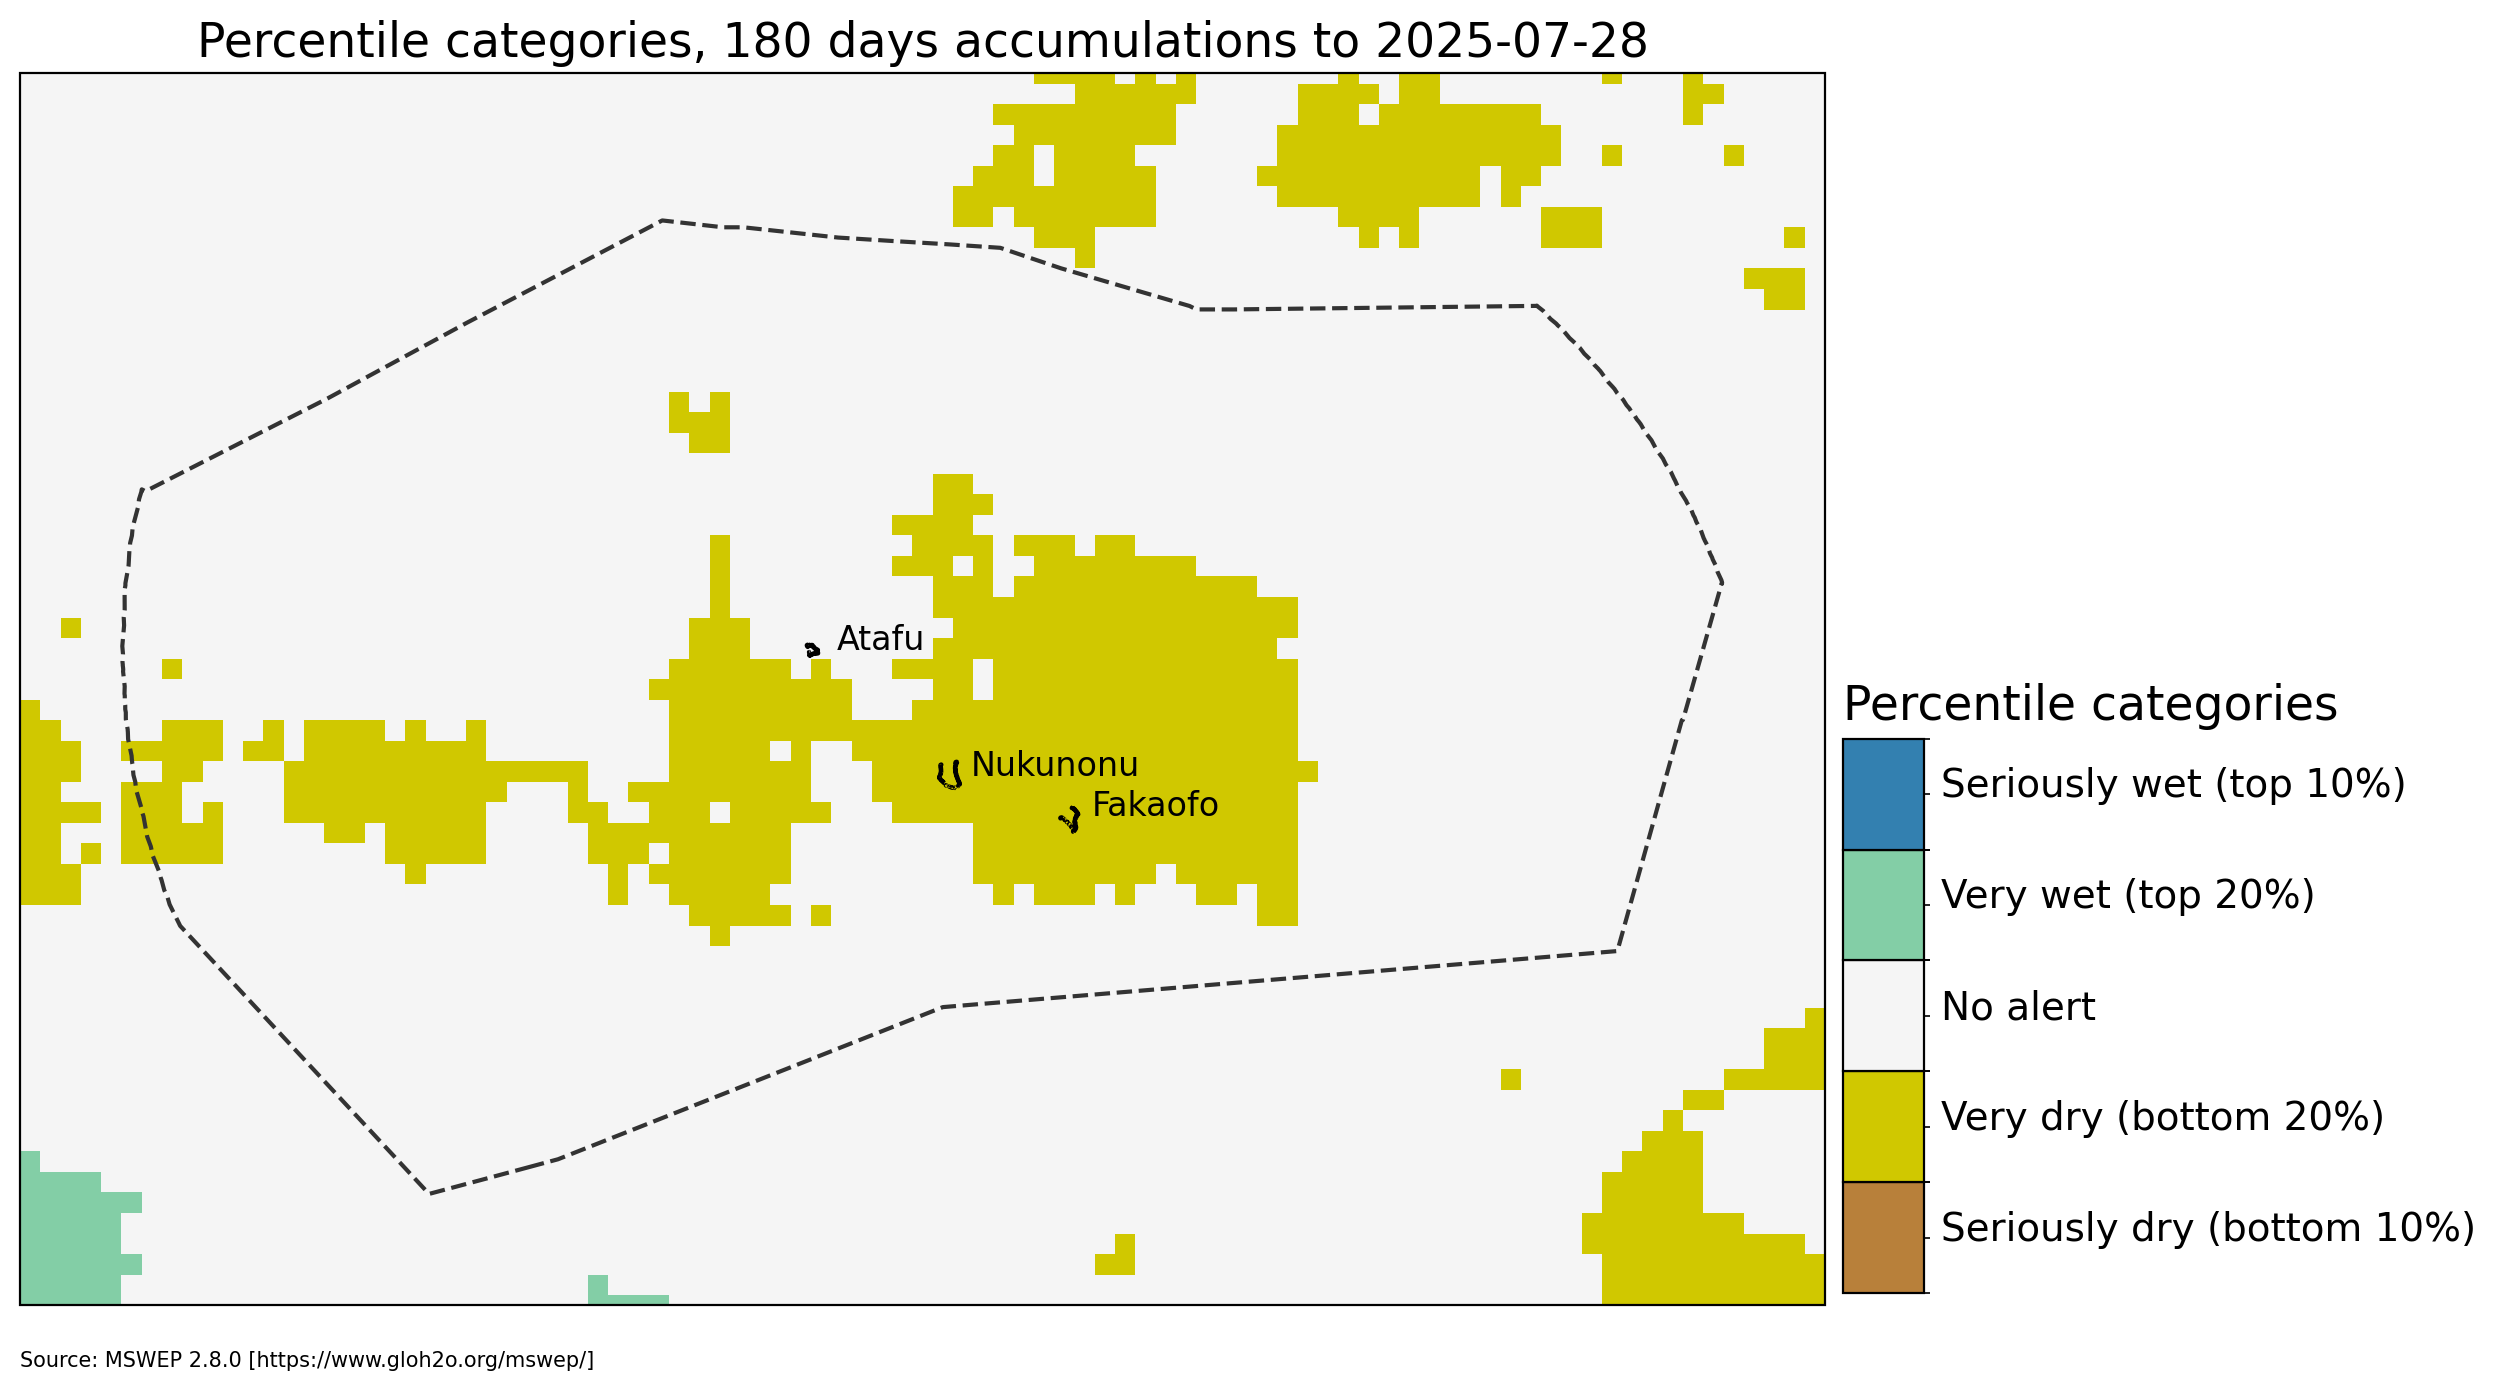 Percentile categories, 180 days accumulations to 2025-07-28
Atafu
Nukunonu
Fakaofo
Percentile categories
Seriously wet (top 10%)
Very wet (top 20%)
No alert
Very dry (bottom 20%)
Seriously dry (bottom 10%)
Source: MSWEP 2.8.0 [https://www.gloh2o.org/mswep/]